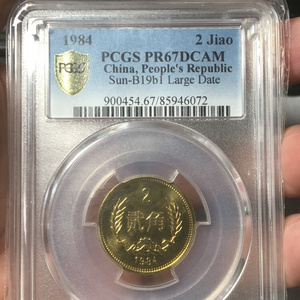 1984 2 Jiao
PCGS PR67DCAM
China, People's Republic
Sun-B19b1 Large Date
900454.67/85946072
PCGS
2
贰角
1984